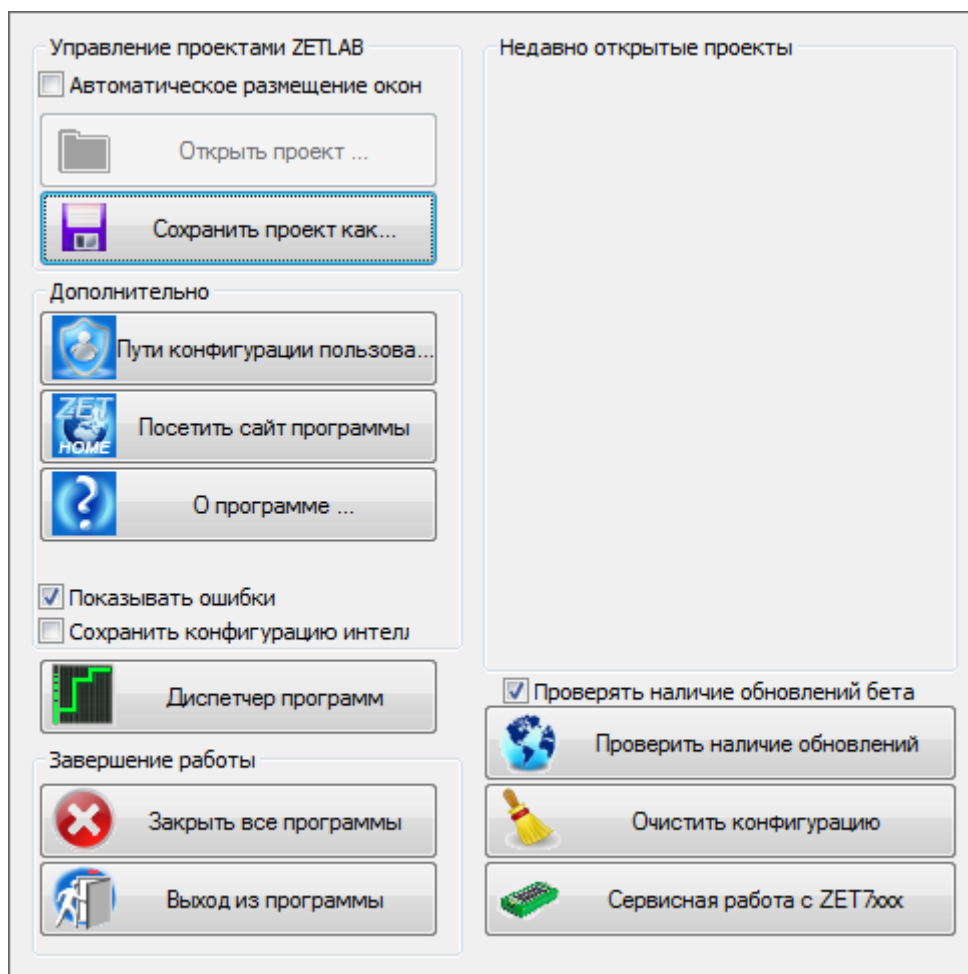 Управление проектами ZETLAB
Автоматическое размещение окон
Открыть проект ...
Сохранить проект как...
Дополнительно
Пути конфигурации пользова...
ZET
HOME
Посетить сайт программы
?
О программе ...
Показывать ошибки
Сохранить конфигурацию интел
Диспетчер программ
Завершение работы
Закрыть все программы
Выход из программы
Недавно открытые проекты
Проверять наличие обновлений бета
Проверить наличие обновлений
Очистить конфигурацию
Сервисная работа с ZET7xxx